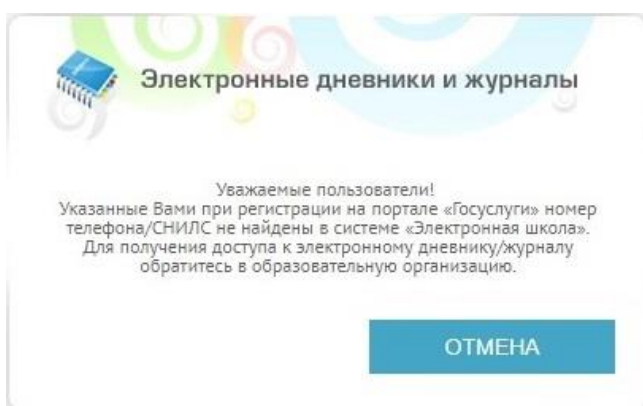 Электронные дневники и журналы
Уважаемые пользователи!
Указанные Вами при регистрации на портале «Госуслуги» номер
телефона/СНИЛС не найдены в системе «Электронная школа».
Для получения доступа к электронному дневнику/журналу
обратитесь в образовательную организацию.
ОТМЕНА